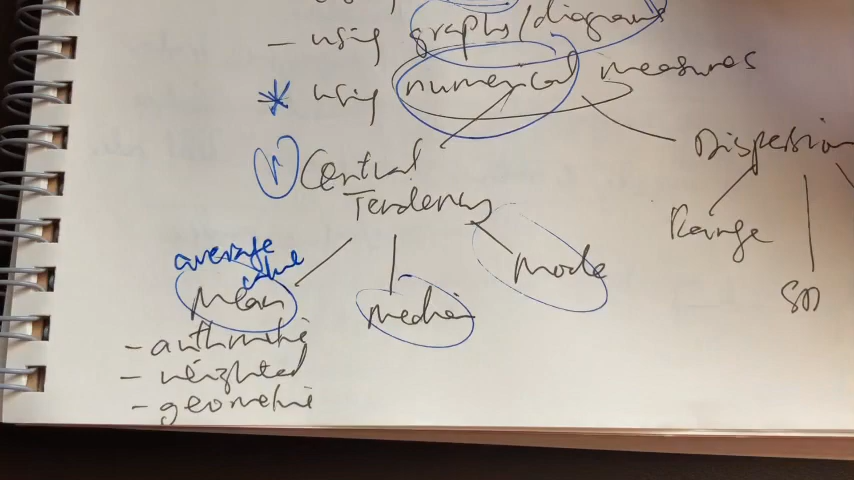 - using graphs/diagrams
* using numerical measures
Central Tendency
Dispersion
Range
SD
average value
Mean
Median
Mode
- arithmetic
- weighted
- geometric